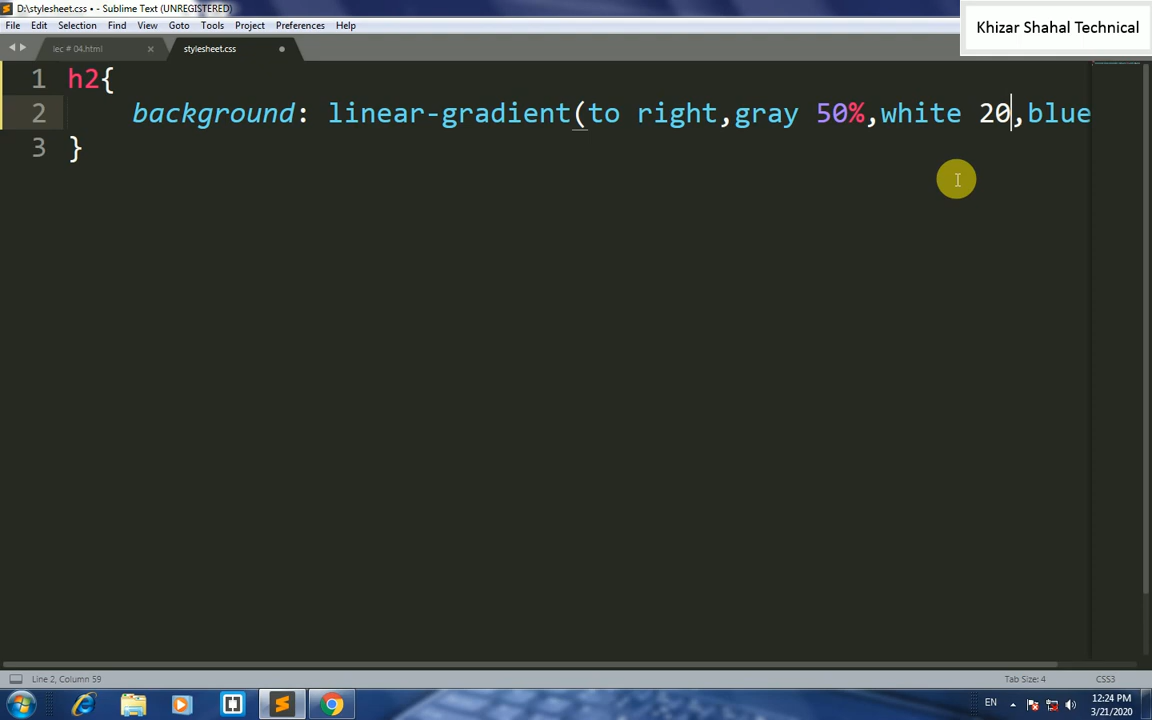 D:\stylesheet.css • - Sublime Text (UNREGISTERED)
File Edit Selection Find View Goto Tools Project Preferences Help
Khizar Shahal Technical
lec # 04.html × stylesheet.css
1 h2{
2 background: linear-gradient(to right,gray 50%,white 20,blue
3 }
Line 2, Column 59 Tab Size: 4 CSS3
EN 12:24 PM
3/21/2020